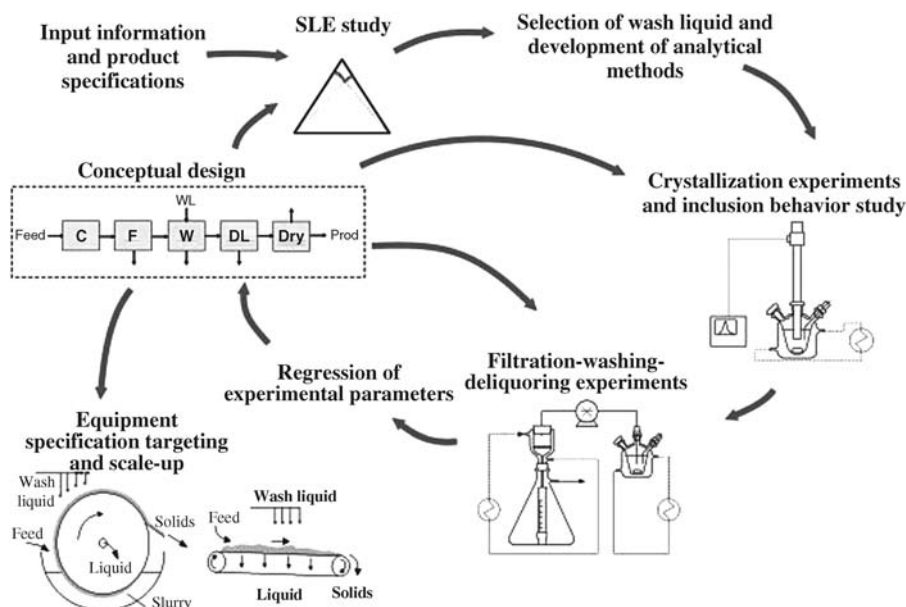 Input information
and product
specifications
SLE study
Selection of wash liquid and
development of analytical
methods
Conceptual design
WL
Feed
C
F
W
DL
Dry
Prod
Crystallization experiments
and inclusion behavior study
Filtration-washing-
deliquoring experiments
Regression of
experimental parameters
Equipment
specification targeting
and scale-up
Wash
liquid
Feed
Solids
Liquid
Slurry
Wash liquid
Feed
Liquid
Solids